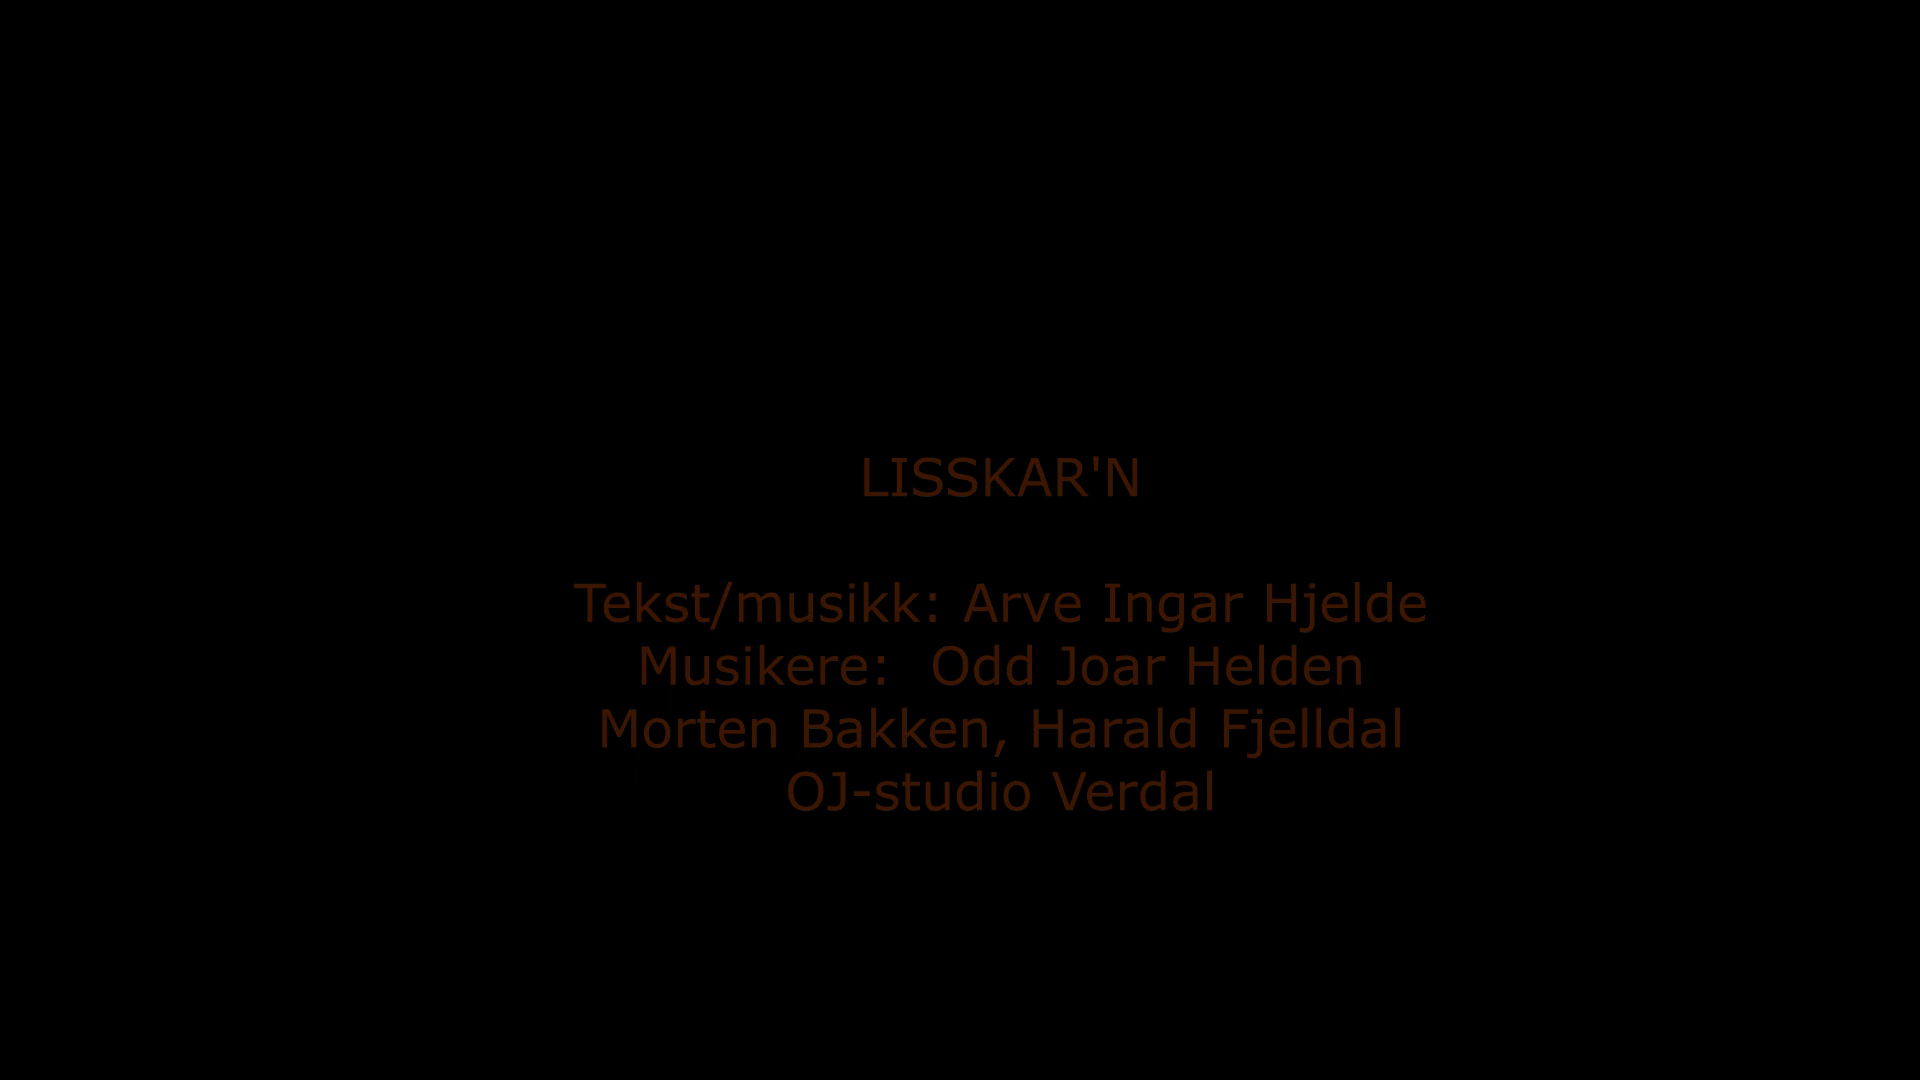 LISSKAR'N
Tekst/musikk: Arve Ingar Hjelde
Musikere:  Odd Joar Helden
Morten Bakken, Harald Fjelldal
OJ-studio Verdal